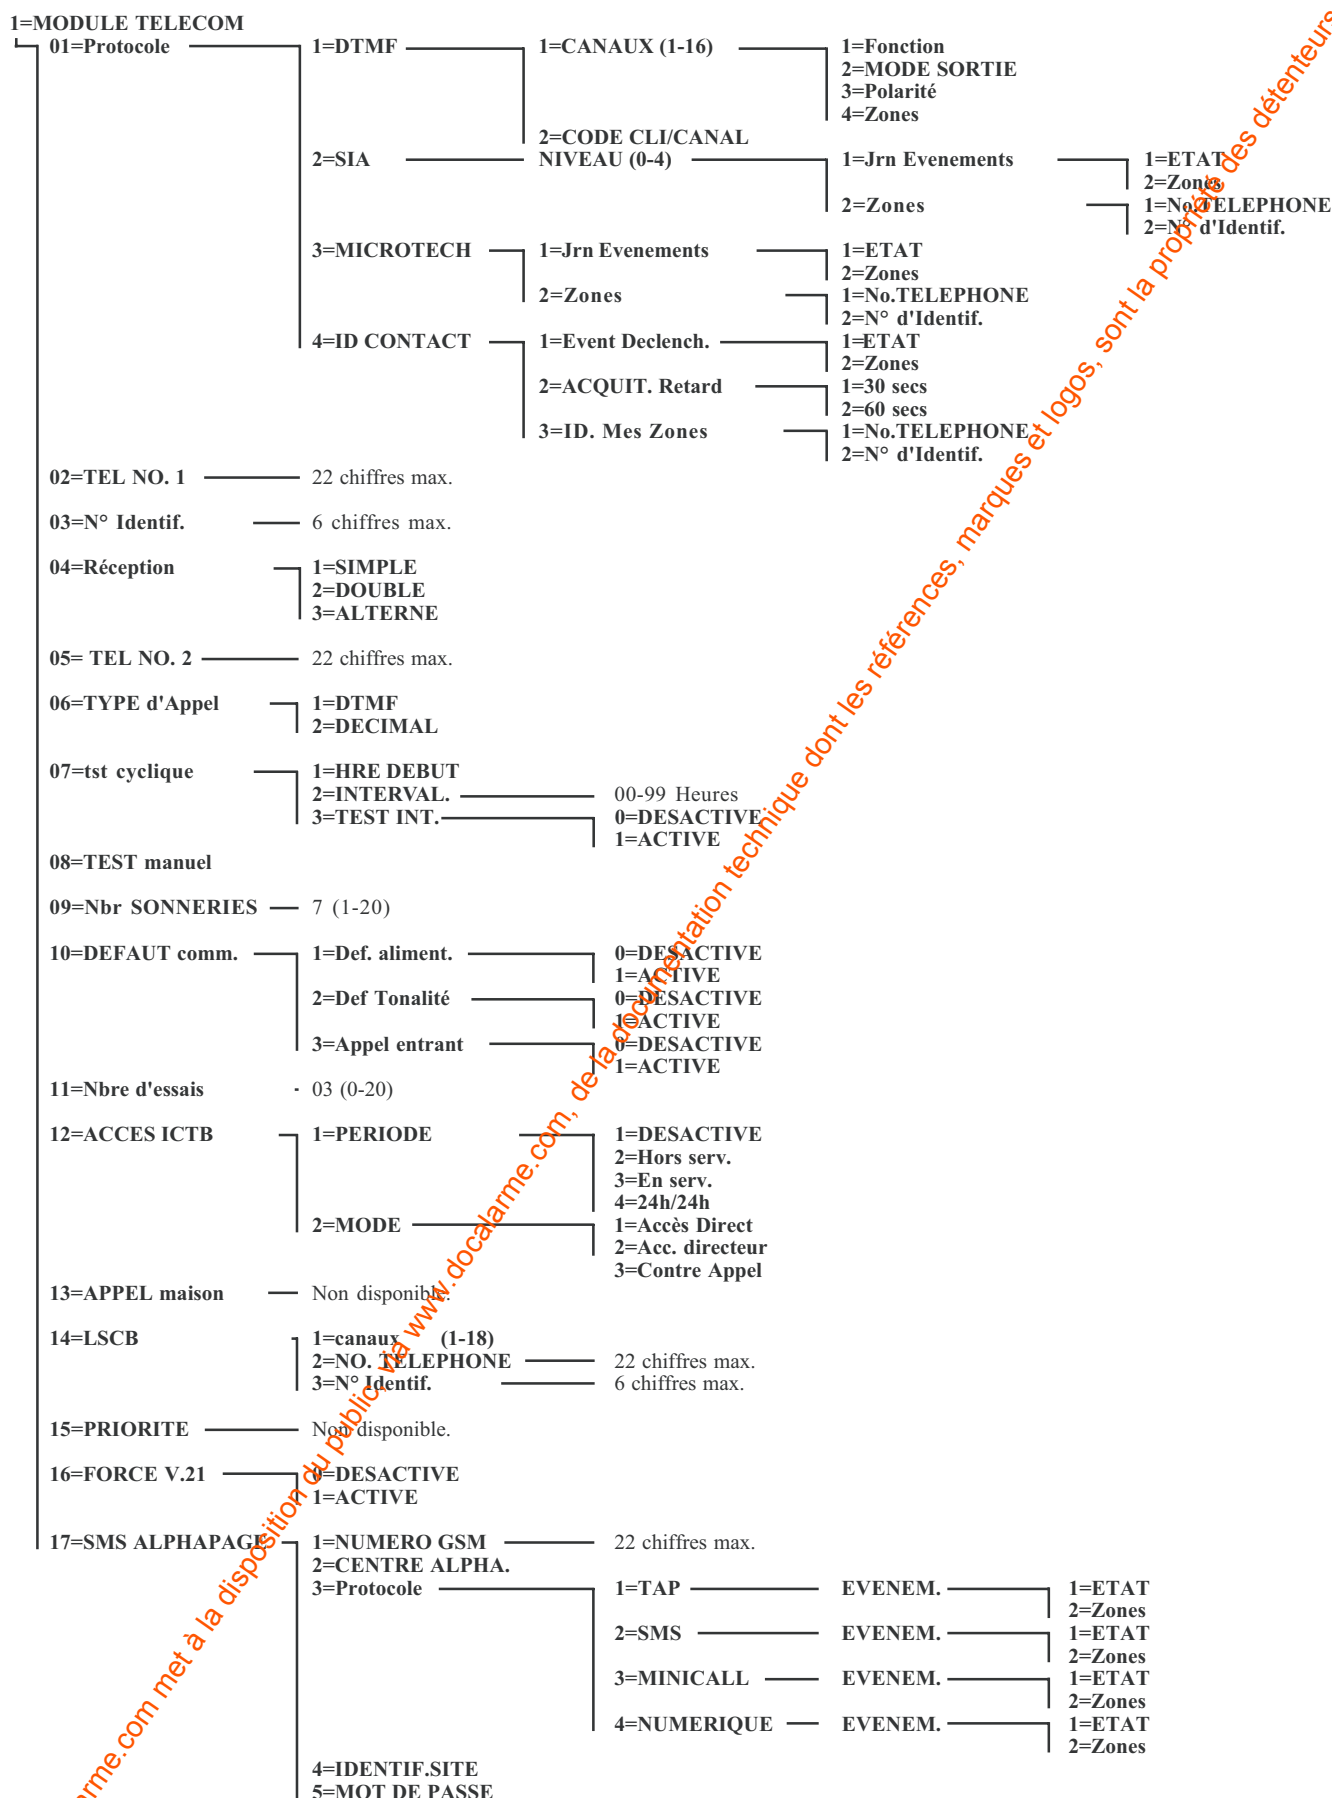 1=MODULE TELECOM
01=Protocole 1=DTMF 1=CANAUX (1-16) 1=Fonction
2=MODE SORTIE
3=Polarité
4=Zones
2=CODE CLI/CANAL
2=SIA NIVEAU (0-4) 1=Jrn Evenements 1=ETAT
2=Zones
2=Zones 1=No.TELEPHONE
2=N° d'Identif.
3=MICROTECH 1=Jrn Evenements 1=ETAT
2=Zones
2=Zones 1=No.TELEPHONE
2=N° d'Identif.
4=ID CONTACT 1=Event Declench. 1=ETAT
2=Zones
2=ACQUIT. Retard 1=30 secs
2=60 secs
3=ID. Mes Zones 1=No.TELEPHONE
2=N° d'Identif.
02=TEL NO. 1 22 chiffres max.
03=N° Identif. 6 chiffres max.
04=Réception 1=SIMPLE
2=DOUBLE
3=ALTERNE
05= TEL NO. 2 22 chiffres max.
06=TYPE d'Appel 1=DTMF
2=DECIMAL
07=tst cyclique 1=HRE DEBUT
2=INTERVAL. 00-99 Heures
3=TEST INT. 0=DESACTIVE
1=ACTIVE
08=TEST manuel
09=Nbr SONNERIES 7 (1-20)
10=DEFAUT comm. 1=Def. aliment. 0=DESACTIVE
1=ACTIVE
2=Def Tonalité 0=DESACTIVE
1=ACTIVE
3=Appel entrant 0=DESACTIVE
1=ACTIVE
11=Nbre d'essais - 03 (0-20)
12=ACCES ICTB 1=PERIODE 1=DESACTIVE
2=Hors serv.
3=En serv.
4=24h/24h
2=MODE 1=Accès Direct
2=Acc. directeur
3=Contre Appel
13=APPEL maison Non disponible.
14=LSCB 1=canaux (1-18)
2=NO. TELEPHONE 22 chiffres max.
3=N° Identif. 6 chiffres max.
15=PRIORITE Non disponible.
16=FORCE V.21 0=DESACTIVE
1=ACTIVE
17=SMS ALPHAPAGE 1=NUMERO GSM 22 chiffres max.
2=CENTRE ALPHA.
3=Protocole 1=TAP EVENEM. 1=ETAT
2=Zones
2=SMS EVENEM. 1=ETAT
2=Zones
3=MINICALL EVENEM. 1=ETAT
2=Zones
4=NUMERIQUE EVENEM. 1=ETAT
2=Zones
4=IDENTIF.SITE
5=MOT DE PASSE
arme.com met à la disposition du public, via www.docalarme.com, de la documentation technique dont les références, marques et logos, sont la propriété des détenteurs